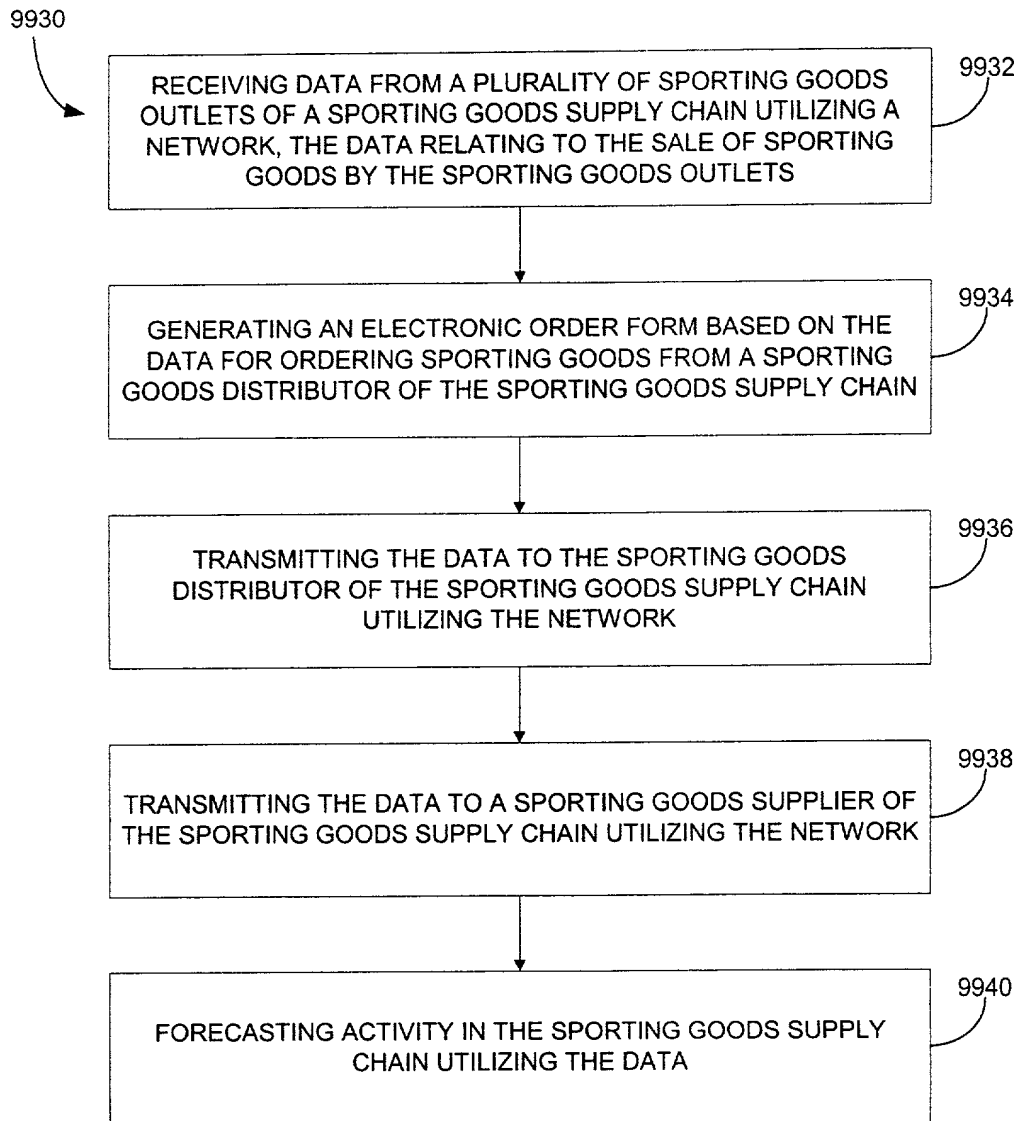 9930
9932
RECEIVING DATA FROM A PLURALITY OF SPORTING GOODS
OUTLETS OF A SPORTING GOODS SUPPLY CHAIN UTILIZING A
NETWORK, THE DATA RELATING TO THE SALE OF SPORTING
GOODS BY THE SPORTING GOODS OUTLETS
9934
GENERATING AN ELECTRONIC ORDER FORM BASED ON THE
DATA FOR ORDERING SPORTING GOODS FROM A SPORTING
GOODS DISTRIBUTOR OF THE SPORTING GOODS SUPPLY CHAIN
9936
TRANSMITTING THE DATA TO THE SPORTING GOODS
DISTRIBUTOR OF THE SPORTING GOODS SUPPLY CHAIN
UTILIZING THE NETWORK
9938
TRANSMITTING THE DATA TO A SPORTING GOODS SUPPLIER OF
THE SPORTING GOODS SUPPLY CHAIN UTILIZING THE NETWORK
9940
FORECASTING ACTIVITY IN THE SPORTING GOODS SUPPLY
CHAIN UTILIZING THE DATA